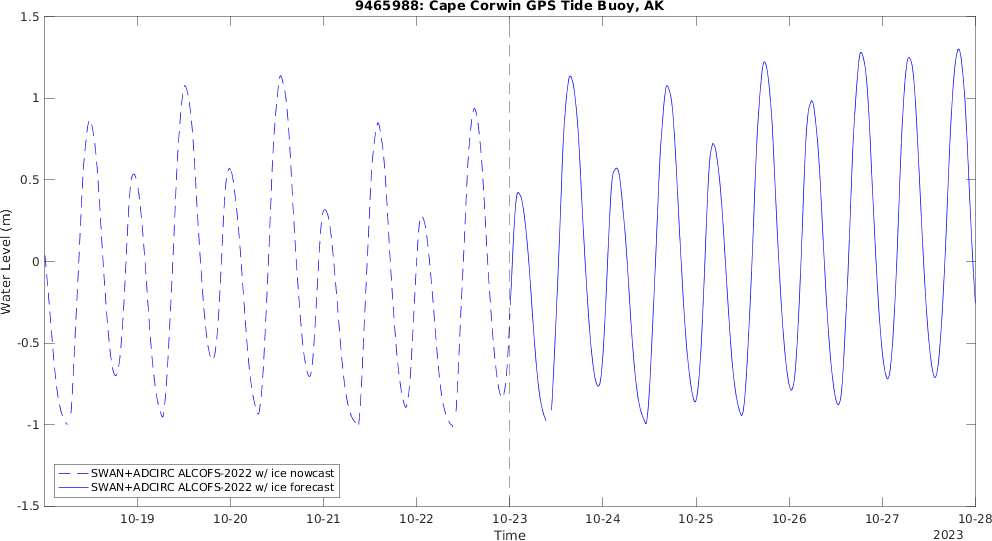 9465988: Cape Corwin GPS Tide Buoy, AK
1.5
1
0.5
0
-0.5
-1
-1.5
Water Level (m)
SWAN+ADCIRC ALCOFS-2022 w/ ice nowcast
SWAN+ADCIRC ALCOFS-2022 w/ ice forecast
10-19 10-20 10-21 10-22 10-23 10-24 10-25 10-26 10-27 10-28
Time
2023